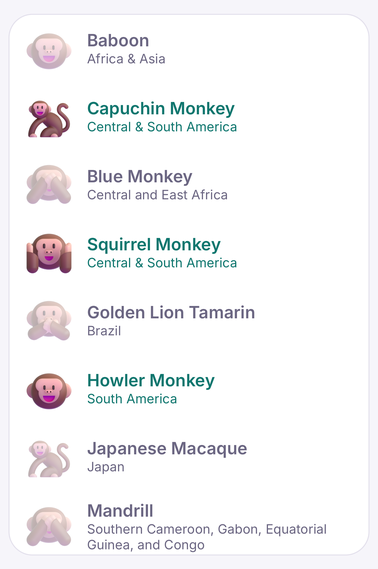 Baboon
Africa & Asia
Capuchin Monkey
Central & South America
Blue Monkey
Central and East Africa
Squirrel Monkey
Central & South America
Golden Lion Tamarin
Brazil
Howler Monkey
South America
Japanese Macaque
Japan
Mandrill
Southern Cameroon, Gabon, Equatorial
Guinea, and Congo